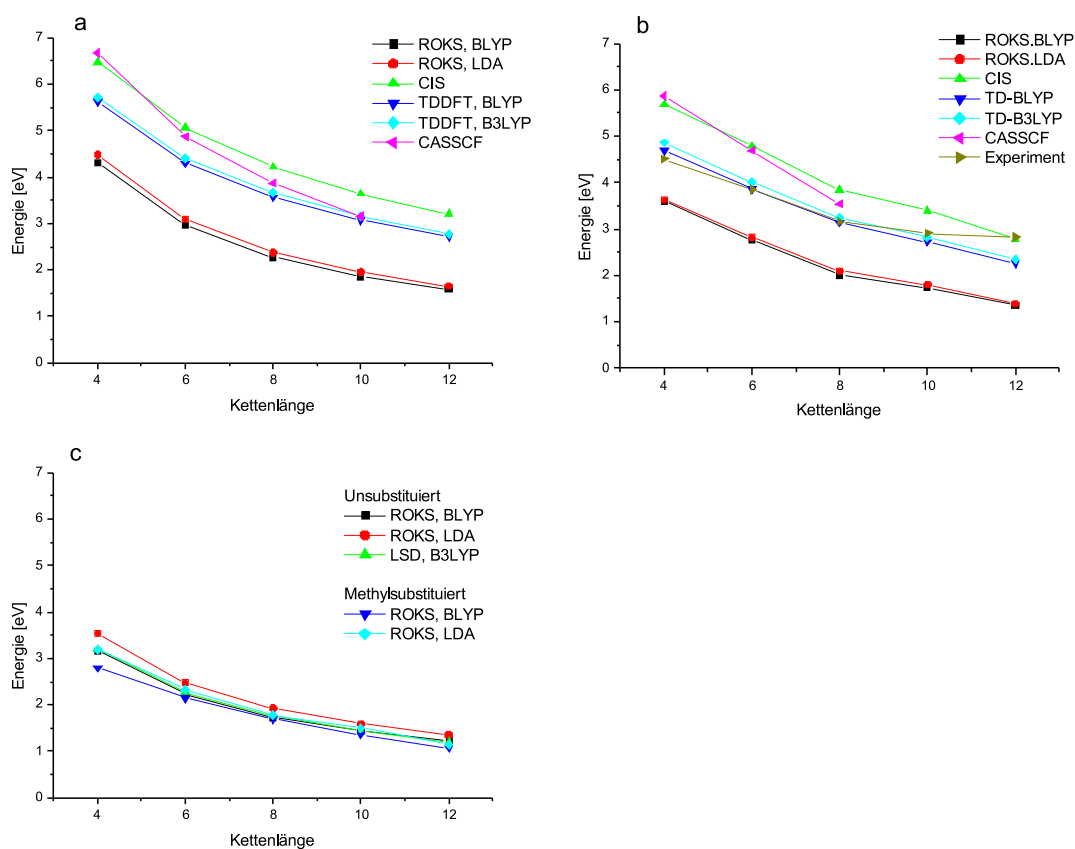 a
7
6
5
4
3
2
1
0
Energie [eV]
4
6
8
10
12
Kettenlänge
ROKS, BLYP
ROKS, LDA
CIS
TDDFT, BLYP
TDDFT, B3LYP
CASSCF
b
7
6
5
4
3
2
1
0
Energie [eV]
4
6
8
10
12
Kettenlänge
ROKS.BLYP
ROKS.LDA
CIS
TD-BLYP
TD-B3LYP
CASSCF
Experiment
c
7
6
5
4
3
2
1
0
Energie [eV]
4
6
8
10
12
Kettenlänge
Unsubstituiert
ROKS, BLYP
ROKS, LDA
LSD, B3LYP
Methylsubstituiert
ROKS, BLYP
ROKS, LDA